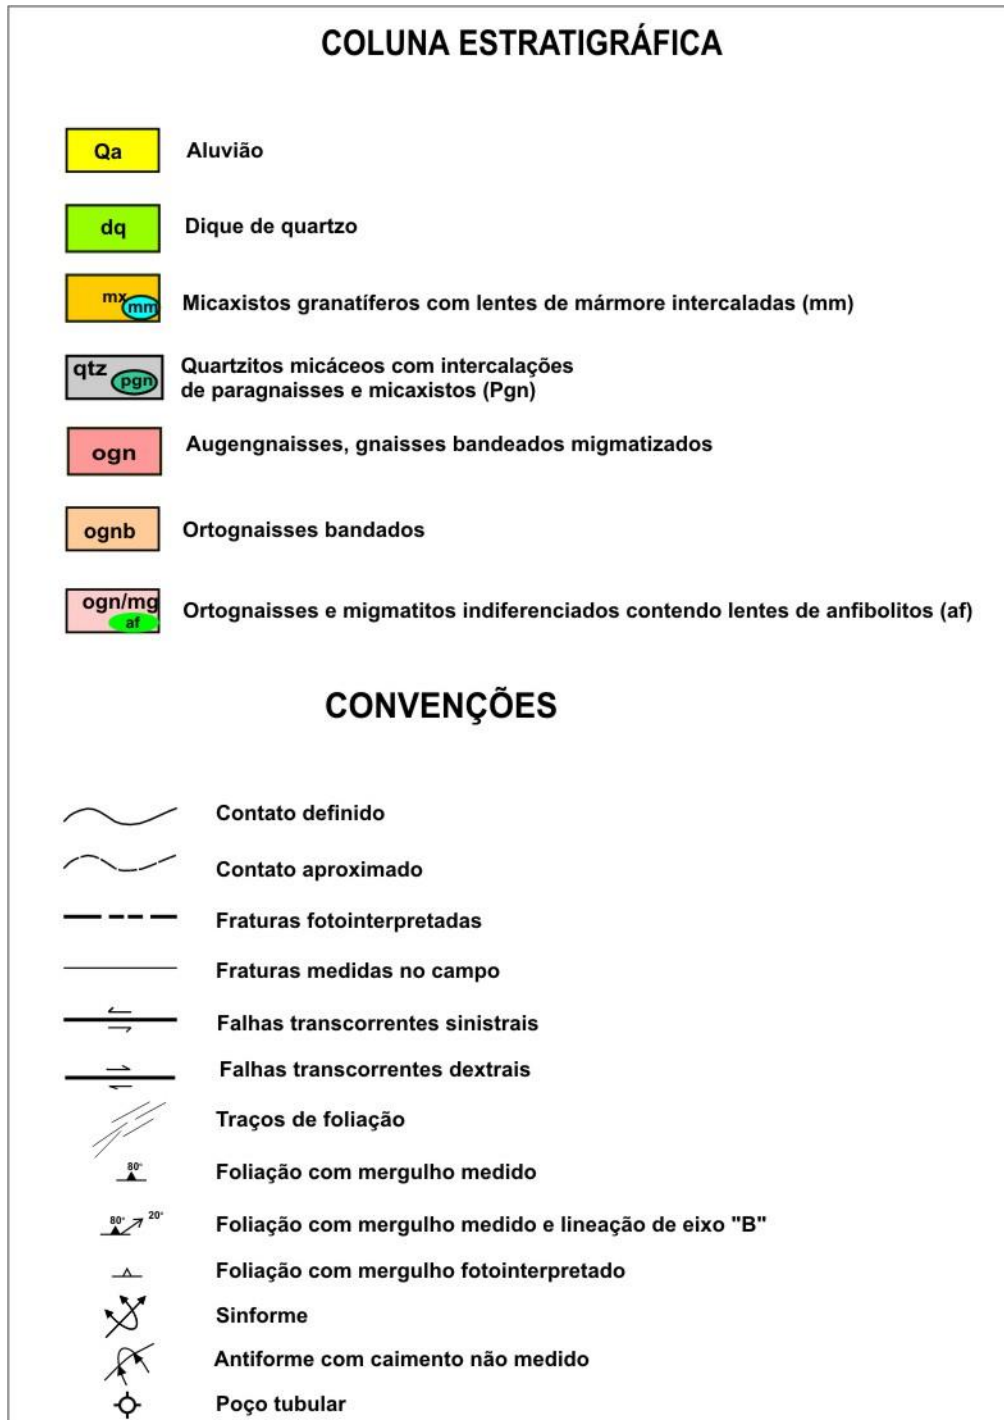 COLUNA ESTRATIGRÁFICA
Qa Aluvião
dq Dique de quartzo
mx mm Micaxistos granatíferos com lentes de mármore intercaladas (mm)
qtz pgn Quartzitos micáceos com intercalações
de paragnaisses e micaxistos (Pgn)
ogn Augengnaisses, gnaisses bandeados migmatizados
ognb Ortognaisses bandados
ogn/mg af Ortognaisses e migmatitos indiferenciados contendo lentes de anfibolitos (af)
CONVENÇÕES
Contato definido
Contato aproximado
Fraturas fotointerpretadas
Fraturas medidas no campo
Falhas transcorrentes sinistrais
Falhas transcorrentes dextrais
Traços de foliação
80° Foliação com mergulho medido
80° 20° Foliação com mergulho medido e lineação de eixo "B"
Foliação com mergulho fotointerpretado
Sinforme
Antiforme com caimento não medido
Poço tubular